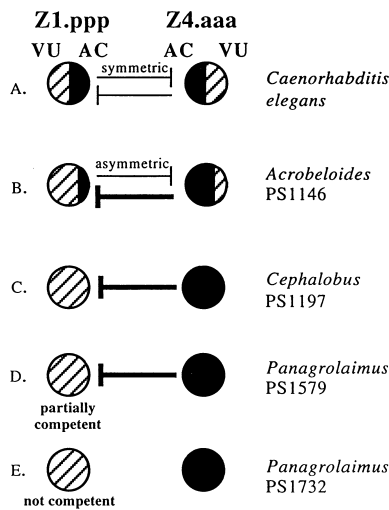 Z1.ppp Z4.aaa
VU AC AC VU
A. symmetric Caenorhabditis
elegans
B. asymmetric Acrobeloides
PS1146
C. Cephalobus
PS1197
D. Panagrolaimus
PS1579
partially
competent
E. Panagrolaimus
PS1732
not competent